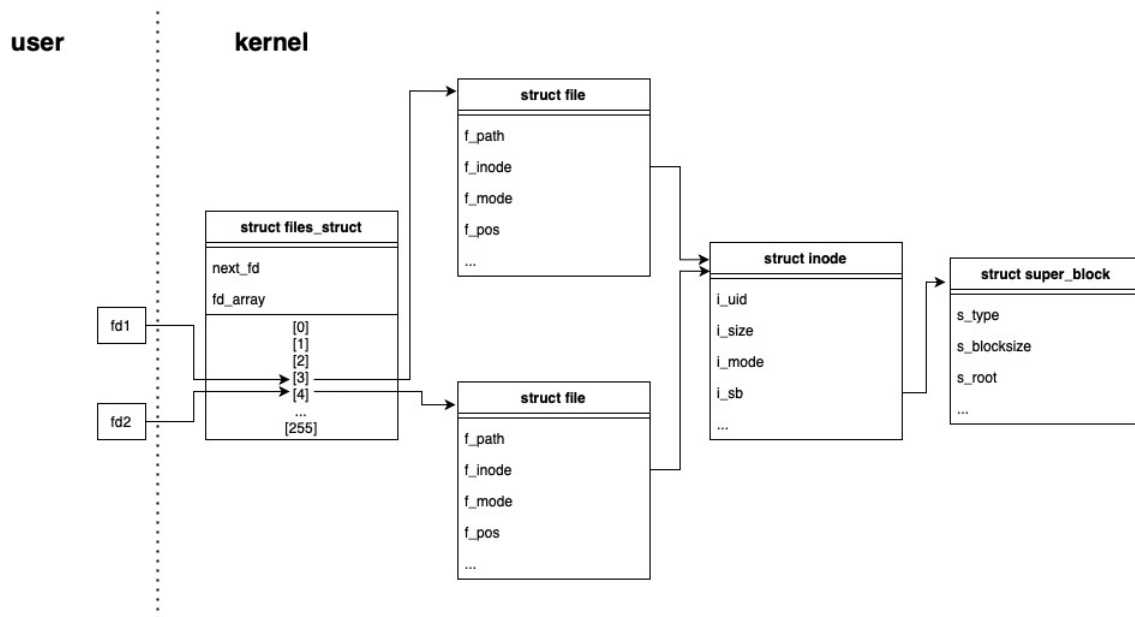 user
kernel
fd1
fd2
struct files_struct
next_fd
fd_array
[0]
[1]
[2]
[3]
[4]
...
[255]
struct file
f_path
f_inode
f_mode
f_pos
...
struct file
f_path
f_inode
f_mode
f_pos
...
struct inode
i_uid
i_size
i_mode
i_sb
...
struct super_block
s_type
s_blocksize
s_root
...